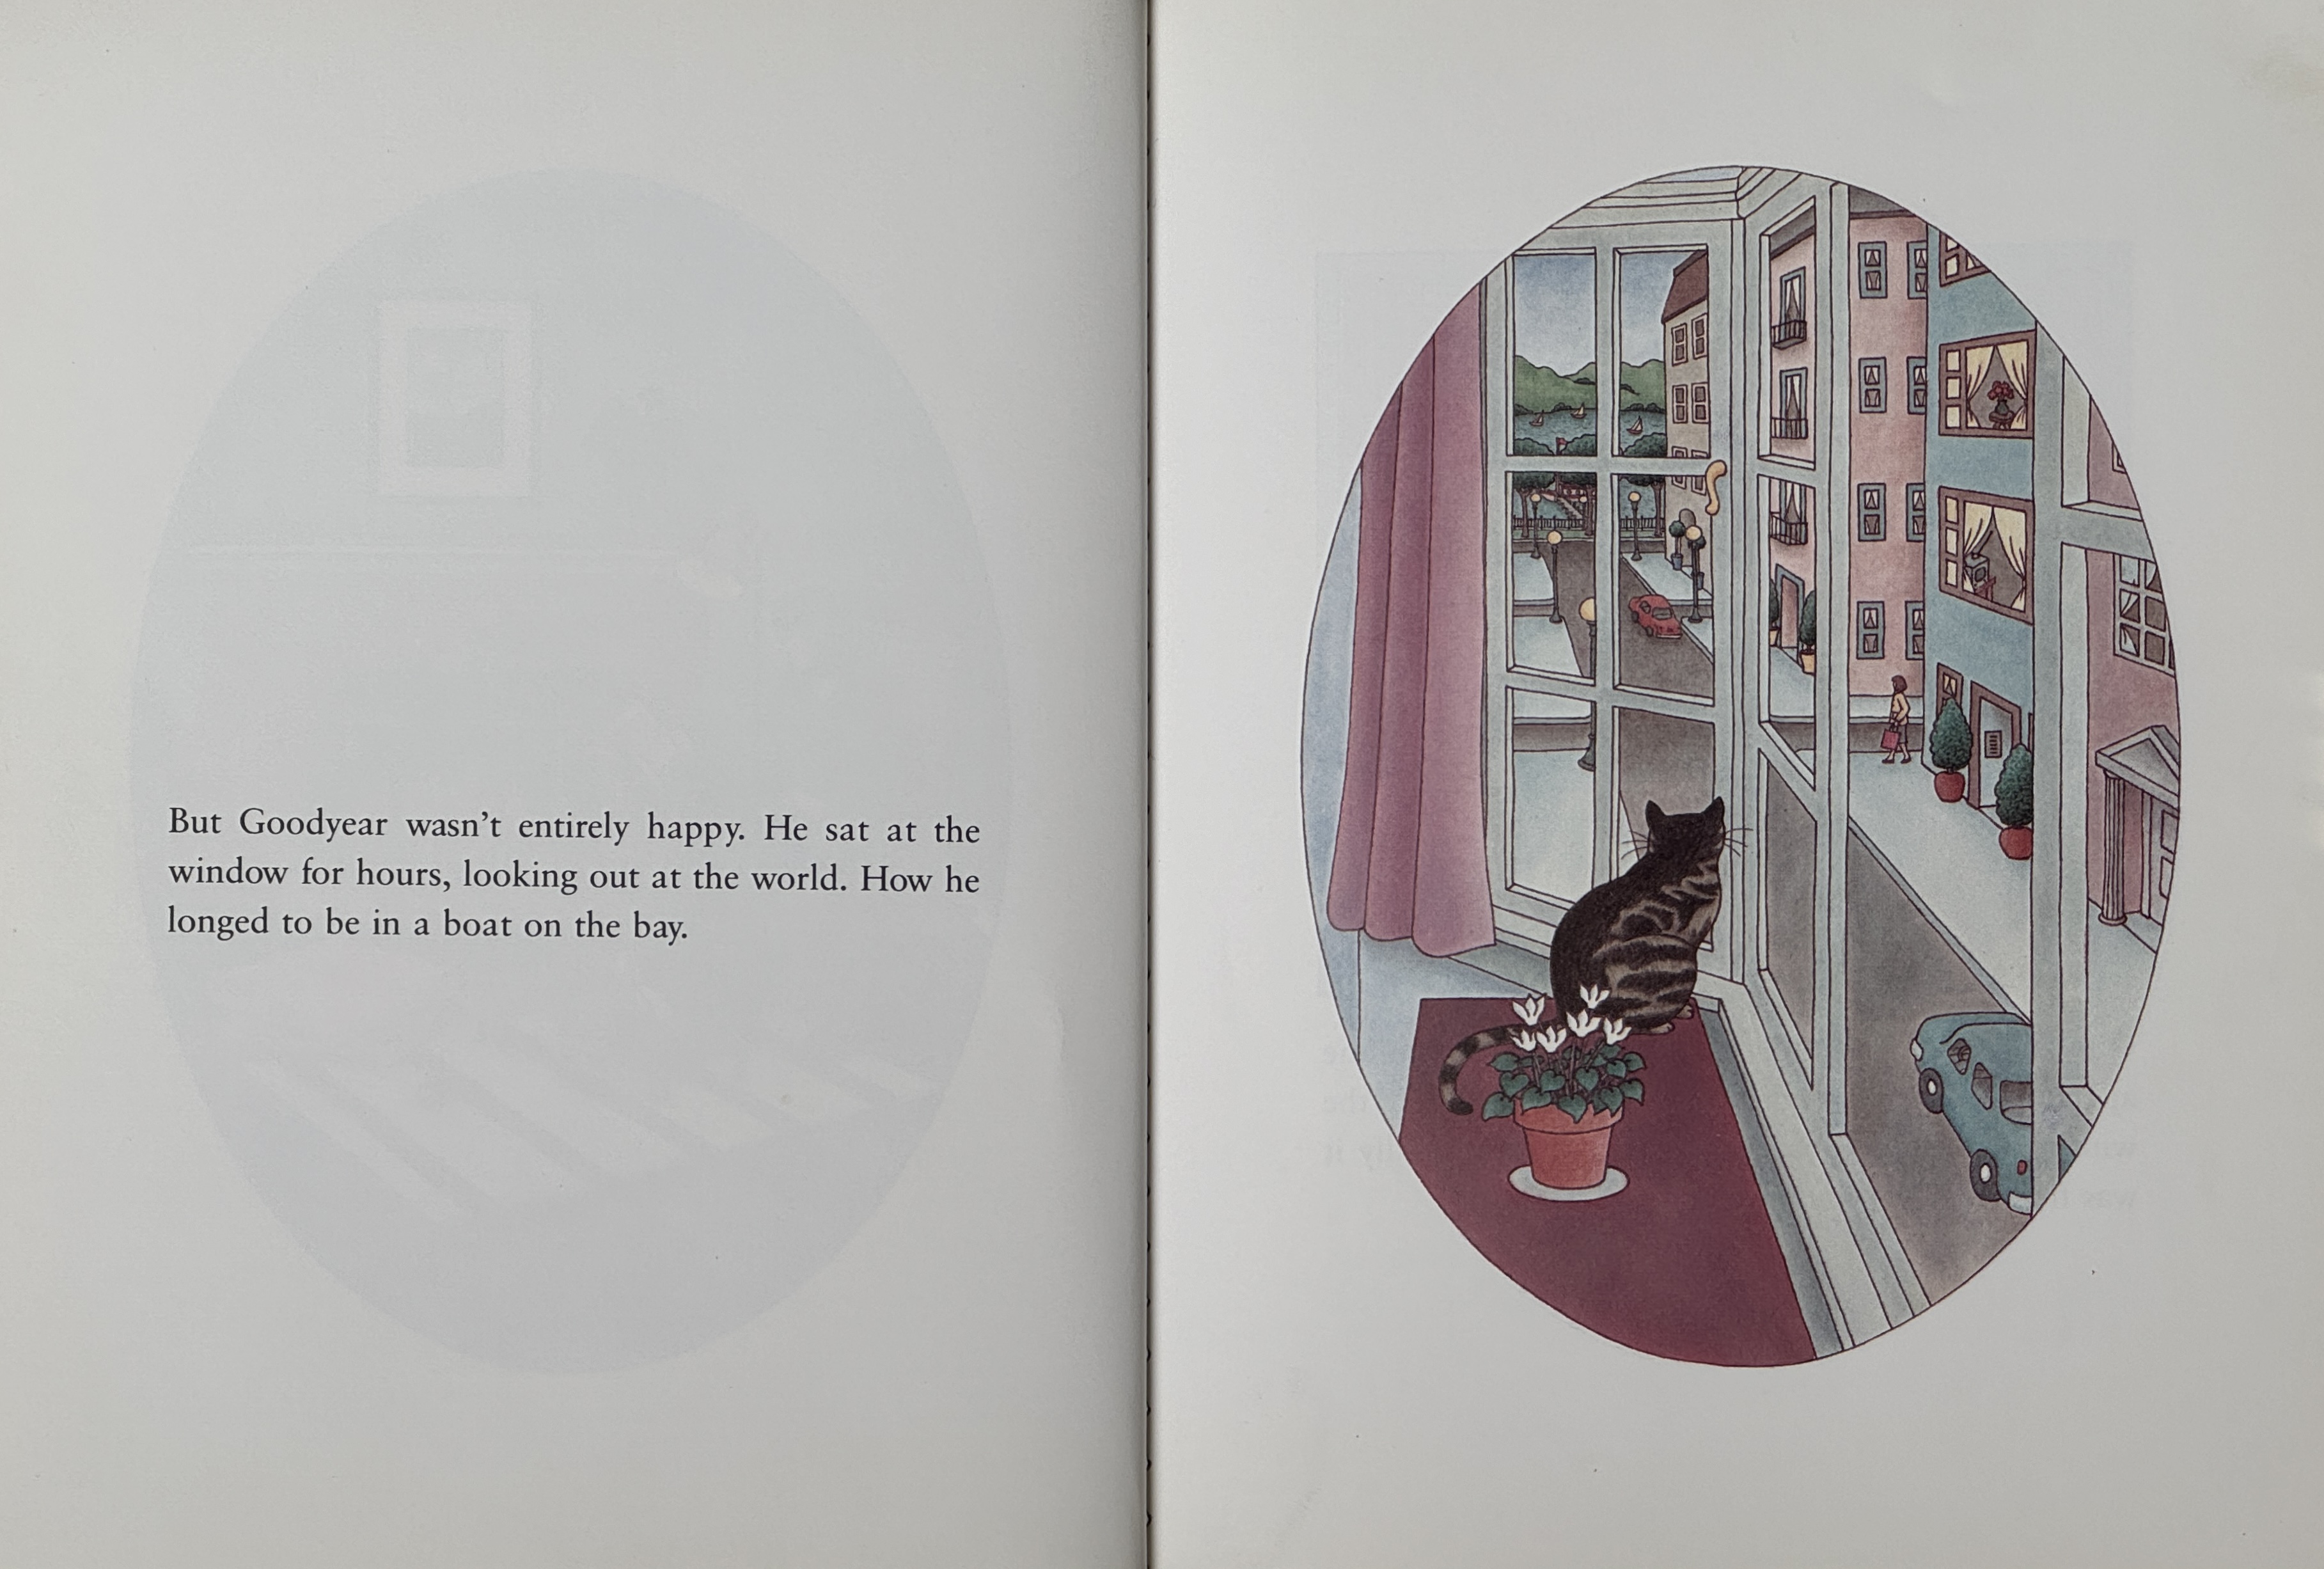 But Goodyear wasn't entirely happy. He sat at the
window for hours, looking out at the world. How he
longed to be in a boat on the bay.